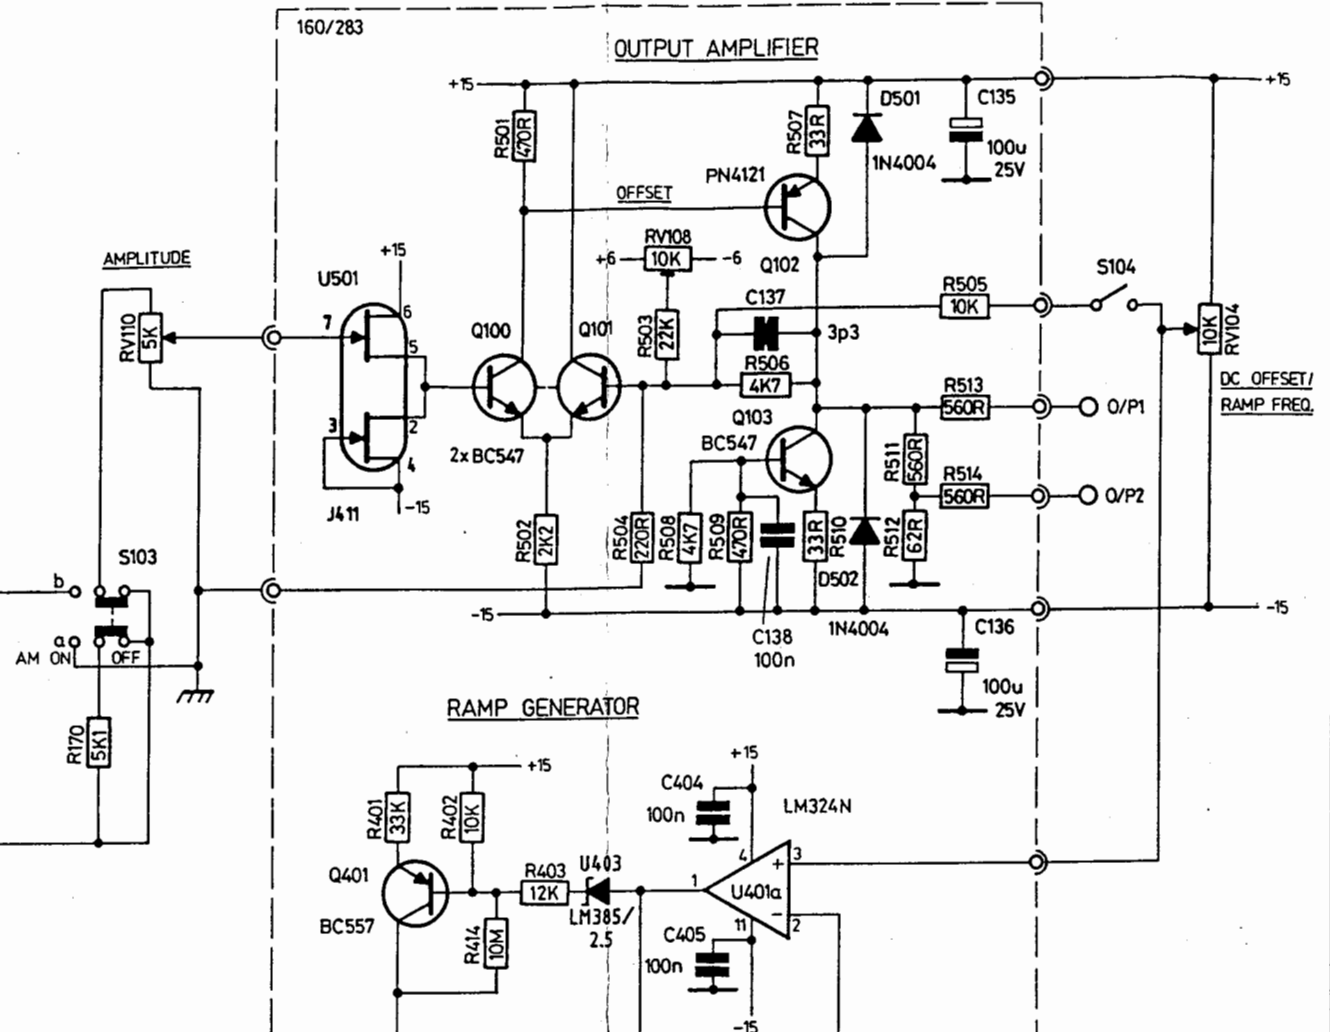 160/283
OUTPUT AMPLIFIER
+15
+15
R501
470R
R507
33R
D501
1N4004
C135
100u
25V
PN4121
OFFSET
Q102
AMPLITUDE
+15
U501
RV108
+6
10K
-6
S104
R505
10K
C137
3p3
RV110
5K
7
6
5
Q100
Q101
R503
22K
R506
4K7
RV104
10K
DC OFFSET/
RAMP FREQ.
R513
560R
O/P1
3
2
4
2x BC547
Q103
BC547
R511
560R
R514
560R
O/P2
-15
J411
R502
2K2
R504
220R
R508
4K7
R509
470R
33R
R510
R512
62R
D502
1N4004
S103
b
a
AM ON
OFF
-15
-15
C138
100n
C136
100u
25V
R170
5K1
RAMP GENERATOR
+15
+15
R401
33K
R402
10K
C404
100n
LM324N
4
3
+
Q401
BC557
R403
12K
U403
LM385/
2.5
1
U401a
-
2
11
R414
10M
C405
100n
-15